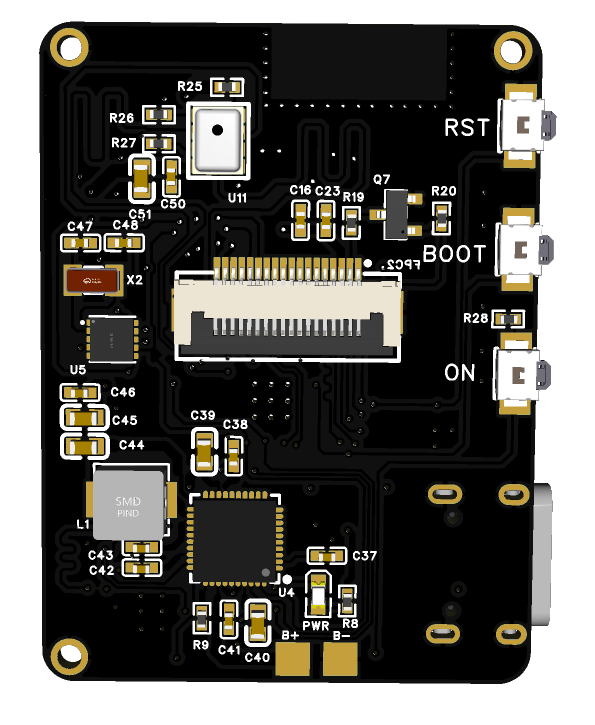 R25
R26
RST
R27
U11
C51
C50
C16
C23
R19
Q7
R20
C47
C48
BOOT
FPC2
X2
R28
U5
ON
C46
C45
C44
C39
C38
SMD
PIND
L1
C43
C42
C37
U4
R9
C41
C40
PWR
R8
B+
B-